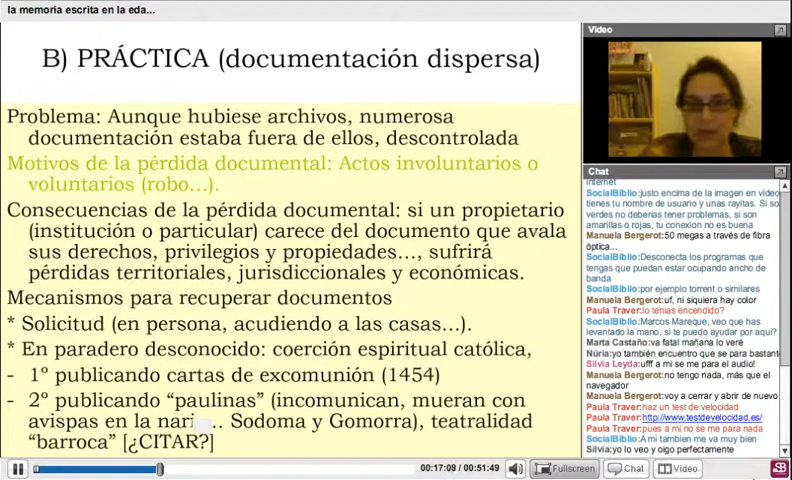 la memoria escrita en la eda...
B) PRÁCTICA (documentación dispersa)
Problema: Aunque hubiese archivos, numerosa
documentación estaba fuera de ellos, descontrolada
Motivos de la pérdida documental: Actos involuntarios o
voluntarios (robo...).
Consecuencias de la pérdida documental: si un propietario
(institución o particular) carece del documento que avala
sus derechos, privilegios y propiedades..., sufrirá
pérdidas territoriales, jurisdiccionales y económicas.
Mecanismos para recuperar documentos
* Solicitud (en persona, acudiendo a las casas...).
* En paradero desconocido: coerción espiritual católica,
- 1º publicando cartas de excomunión (1454)
- 2º publicando “paulinas” (incomunican, mueran con
avispas en la nari .. Sodoma y Gomorra), teatralidad
“barroca” [¿CITAR?]
Video
Chat
internet
SocialBiblio:justo encima de la imagen en video
tienes tu nombre de usuario y unas rayitas. Si son
verdes no deberias tener problemas, si son
amarillas o rojas, tu conexion no es buena
Manuela Bergerot:50 megas a través de fibra
óptica...
SocialBiblio:Desconecta los programas que
tengas que puedan estar ocupando ancho de
banda
SocialBiblio:por ejemplo torrent o similares
Manuela Bergerot:uf, ni siquiera hay color
Paula Traver:lo tenias encendido?
SocialBiblio:Marcos Mareque, veo que has
levantado la mano, si te puedo ayudar por aquí?
Marta Castaño:va fatal mañana lo veré
Núria:yo también encuentro que se para bastant
Silvia Leyda:ufff a mi se me para el audio!
Manuela Bergerot:no tengo nada, más que el
navegador
Manuela Bergerot:voy a cerrar y abrir de nuevo
Paula Traver:haz un test de velocidad
Paula Traver:http://www.testdevelocidad.es/
Paula Traver:pues a mi no se me para nada
SocialBiblio:A mi tambien me va muy bien
Silvia:yo lo veo y oigo perfectamente
00:17:09 / 00:51:49
Fullscreen
Chat
Video
SB